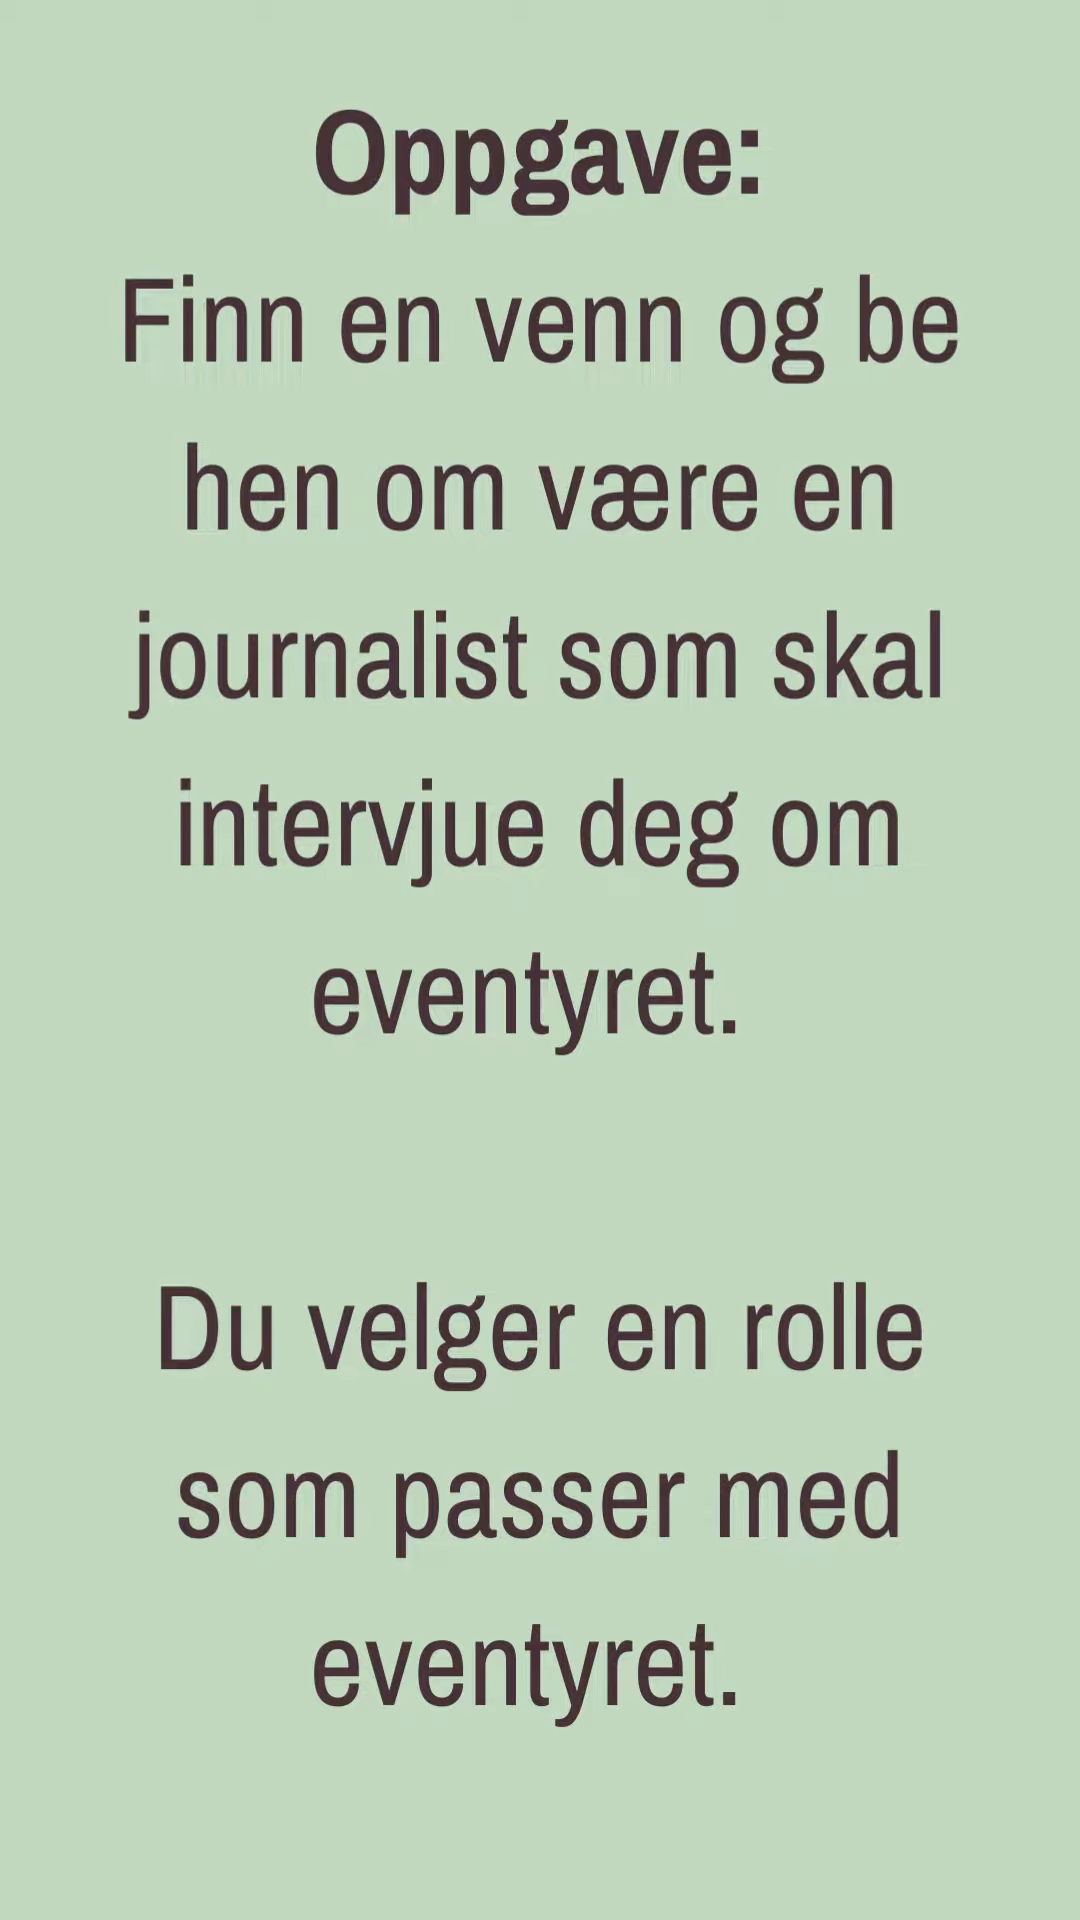 Oppgave:
Finn en venn og be
hen om være en
journalist som skal
intervjue deg om
eventyret.
Du velger en rolle
som passer med
eventyret.